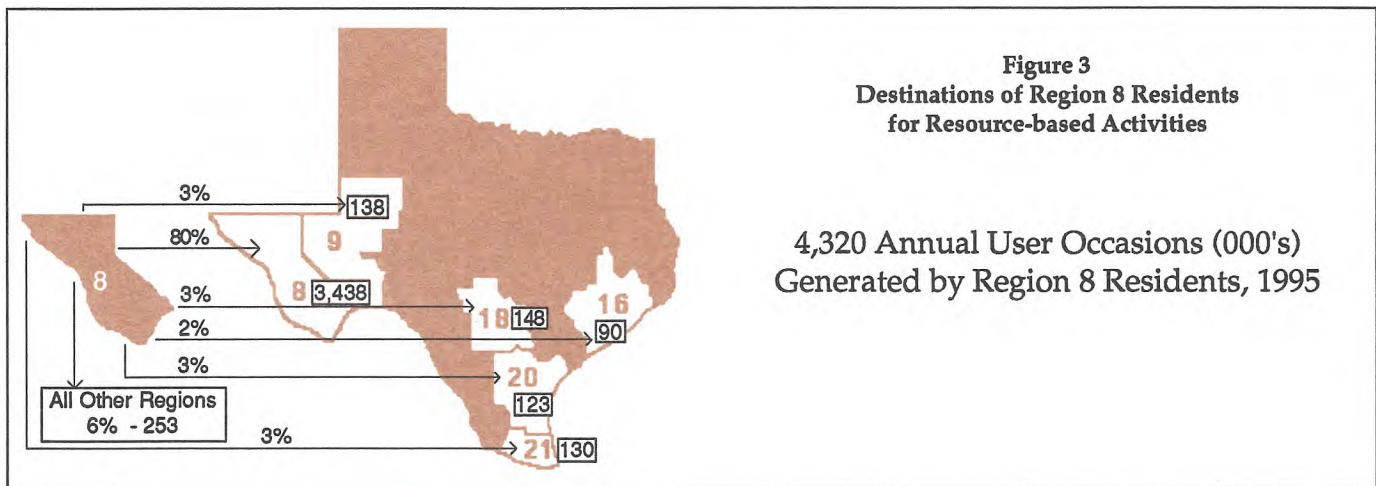 Figure 3
Destinations of Region 8 Residents
for Resource-based Activities
4,320 Annual User Occasions (000's)
Generated by Region 8 Residents, 1995
3%
138
9
80%
8
8 3,438
3%
18 148
16
2%
90
3%
20
123
All Other Regions
6% - 253
3%
21 130